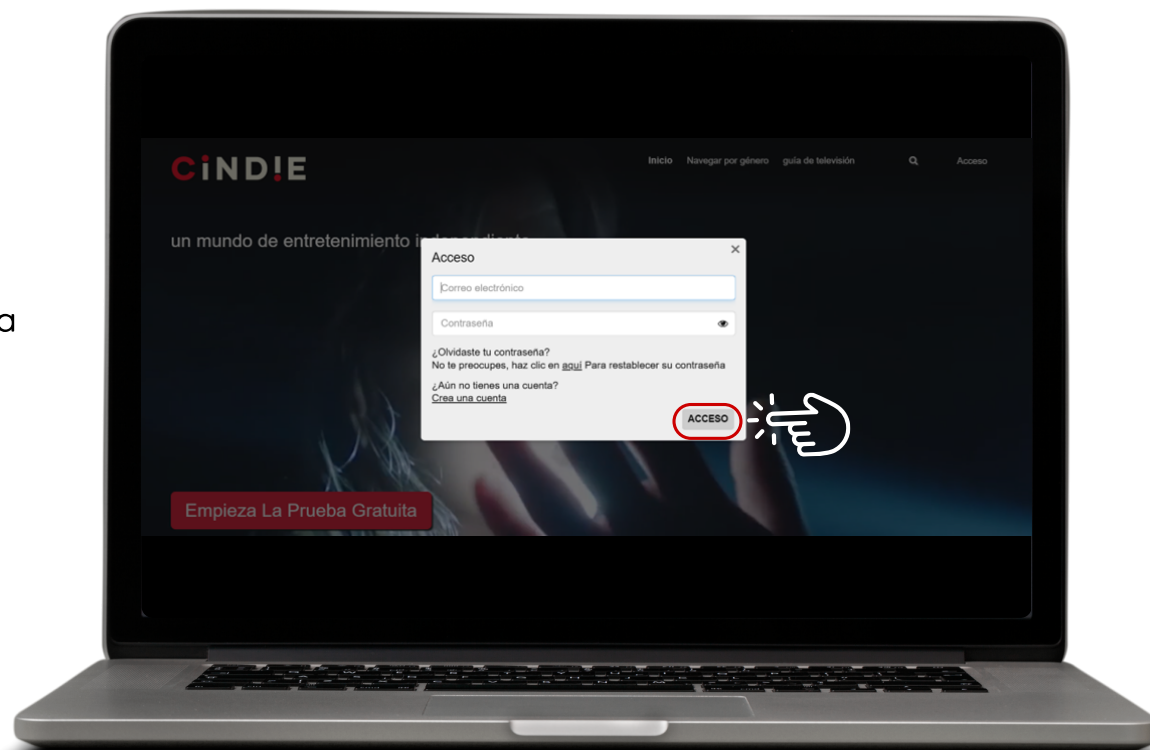 a
CiND!E
Inicio Navegar por género guía de televisión Acceso
un mundo de entretenimiento independiente
Acceso
Correo electrónico
Contraseña
¿Olvidaste tu contraseña?
No te preocupes, haz clic en aquí Para restablecer su contraseña
¿Aún no tienes una cuenta?
Crea una cuenta
ACCESO
Empieza La Prueba Gratuita